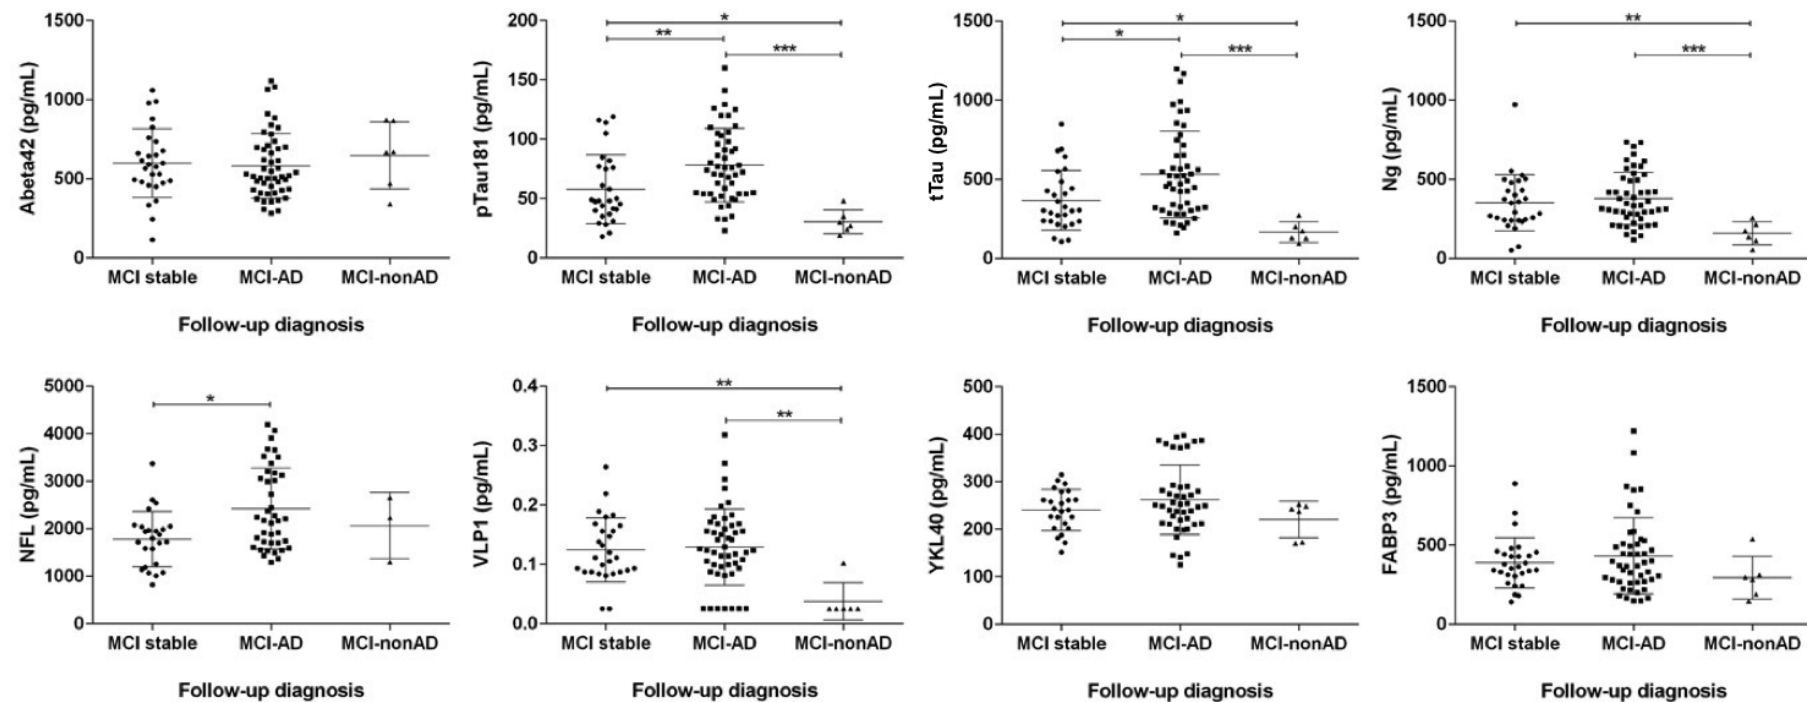 Abeta42 (pg/mL)
1500
1000
500
0
MCI stable MCI-AD MCI-nonAD
Follow-up diagnosis
pTau181 (pg/mL)
200
150
100
50
0
*
**
***
MCI stable MCI-AD MCI-nonAD
Follow-up diagnosis
tTau (pg/mL)
1500
1000
500
0
*
*
***
MCI stable MCI-AD MCI-nonAD
Follow-up diagnosis
Ng (pg/mL)
1500
1000
500
0
**
***
MCI stable MCI-AD MCI-nonAD
Follow-up diagnosis
NFL (pg/mL)
5000
4000
3000
2000
1000
0
*
MCI stable MCI-AD MCI-nonAD
Follow-up diagnosis
VLP1 (pg/mL)
0.4
0.3
0.2
0.1
0.0
**
**
MCI stable MCI-AD MCI-nonAD
Follow-up diagnosis
YKL40 (pg/mL)
500
400
300
200
100
0
MCI stable MCI-AD MCI-nonAD
Follow-up diagnosis
FABP3 (pg/mL)
1500
1000
500
0
MCI stable MCI-AD MCI-nonAD
Follow-up diagnosis